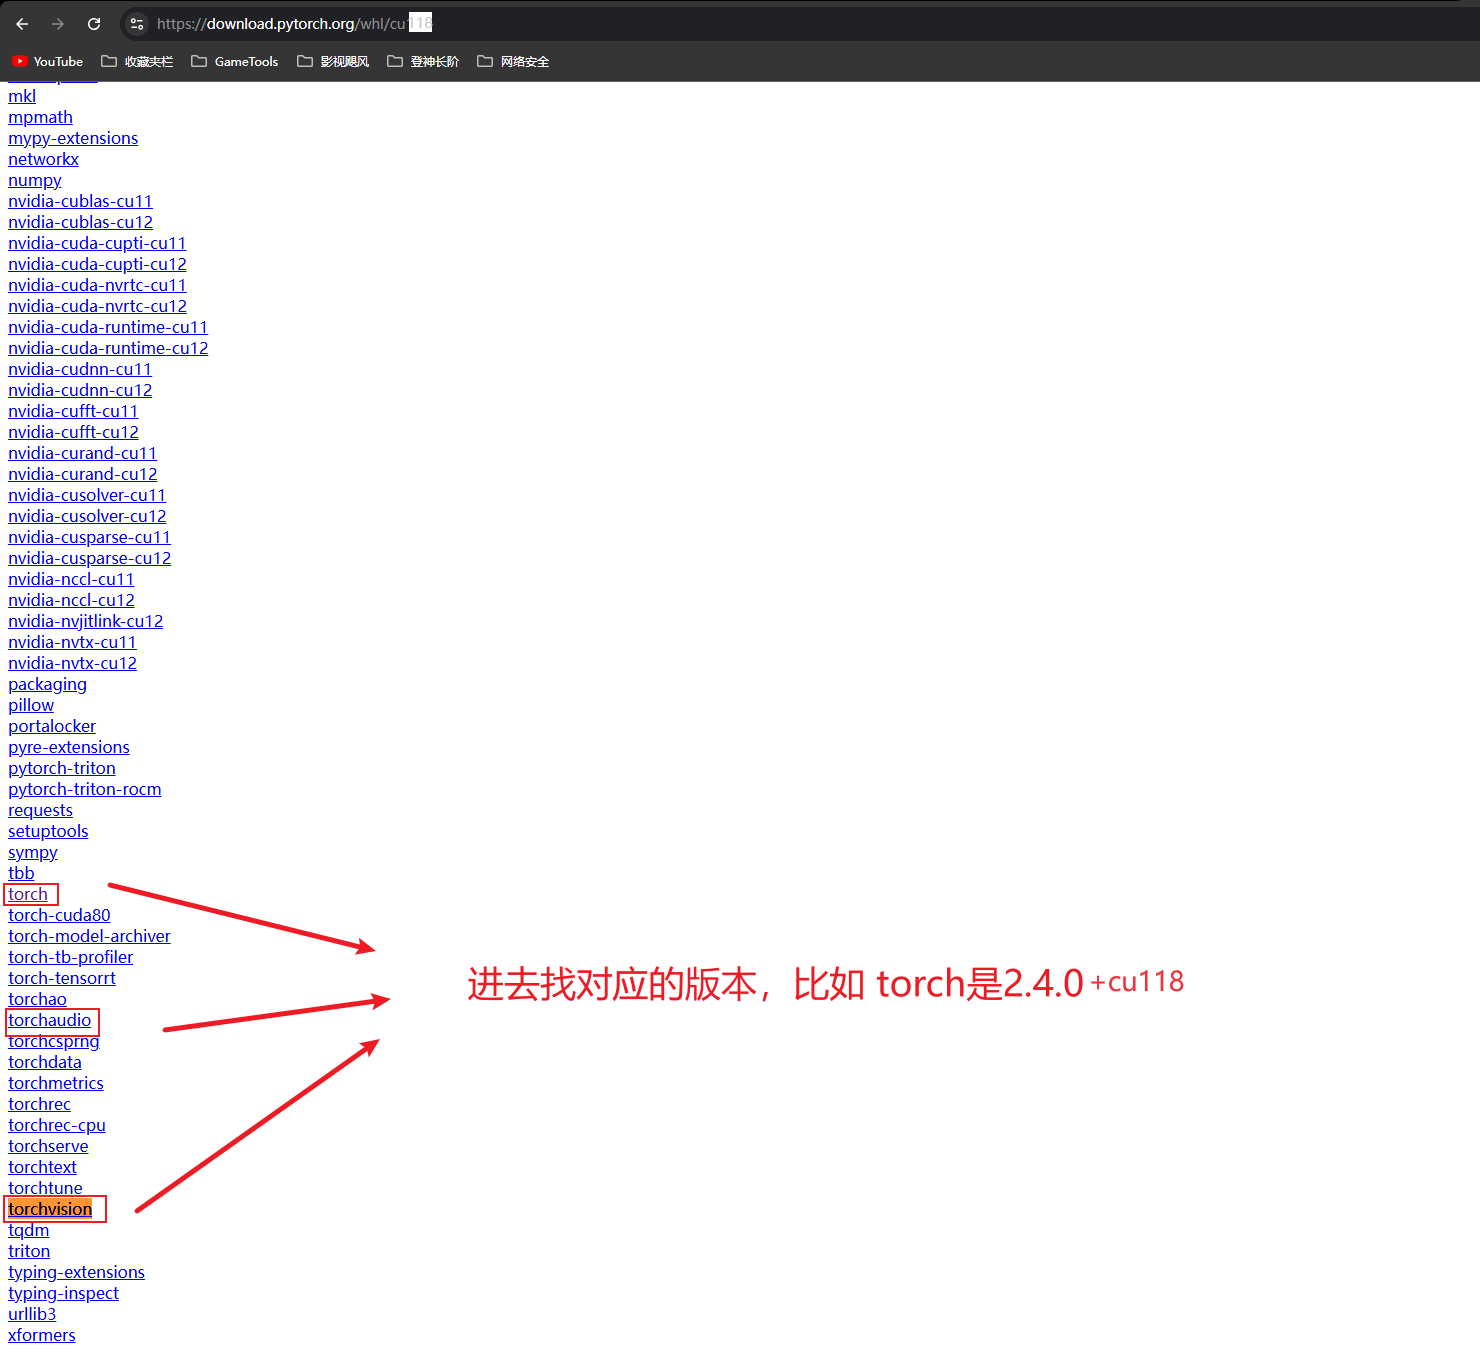 https://download.pytorch.org/whl/cu118
YouTube 收藏夹栏 GameTools 影视飓风 登神长阶 网络安全
mkl
mpmath
mypy-extensions
networkx
numpy
nvidia-cublas-cu11
nvidia-cublas-cu12
nvidia-cuda-cupti-cu11
nvidia-cuda-cupti-cu12
nvidia-cuda-nvrtc-cu11
nvidia-cuda-nvrtc-cu12
nvidia-cuda-runtime-cu11
nvidia-cuda-runtime-cu12
nvidia-cudnn-cu11
nvidia-cudnn-cu12
nvidia-cufft-cu11
nvidia-cufft-cu12
nvidia-curand-cu11
nvidia-curand-cu12
nvidia-cusolver-cu11
nvidia-cusolver-cu12
nvidia-cusparse-cu11
nvidia-cusparse-cu12
nvidia-nccl-cu11
nvidia-nccl-cu12
nvidia-nvjitlink-cu12
nvidia-nvtx-cu11
nvidia-nvtx-cu12
packaging
pillow
portalocker
pyre-extensions
pytorch-triton
pytorch-triton-rocm
requests
setuptools
sympy
tbb
torch
torch-cuda80
torch-model-archiver
torch-tb-profiler
torch-tensorrt
进去找对应的版本，比如 torch是2.4.0 +cu118
torchao
torchaudio
torchcsprng
torchdata
torchmetrics
torchrec
torchrec-cpu
torchserve
torchtext
torchtune
torchvision
tqdm
triton
typing-extensions
typing-inspect
urllib3
xformers